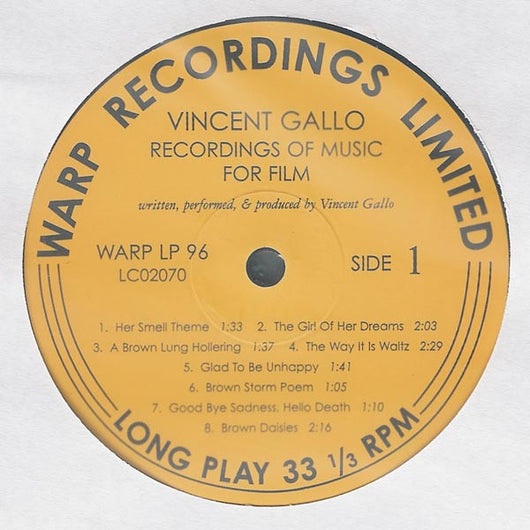 WARP RECORDINGS LIMITED
VINCENT GALLO
RECORDINGS OF MUSIC
FOR FILM
written, performed, & produced by Vincent Gallo
WARP LP 96
LC02070
SIDE 1
1. Her Smell Theme 1:33 2. The Girl Of Her Dreams 2:03
3. A Brown Lung Hollering 1:37 4. The Way It Is Waltz 2:29
5. Glad To Be Unhappy 1:41
6. Brown Storm Poem 1:05
7. Good Bye Sadness, Hello Death 1:10
8. Brown Daisies 2:16
LONG PLAY 33 1/3 RPM